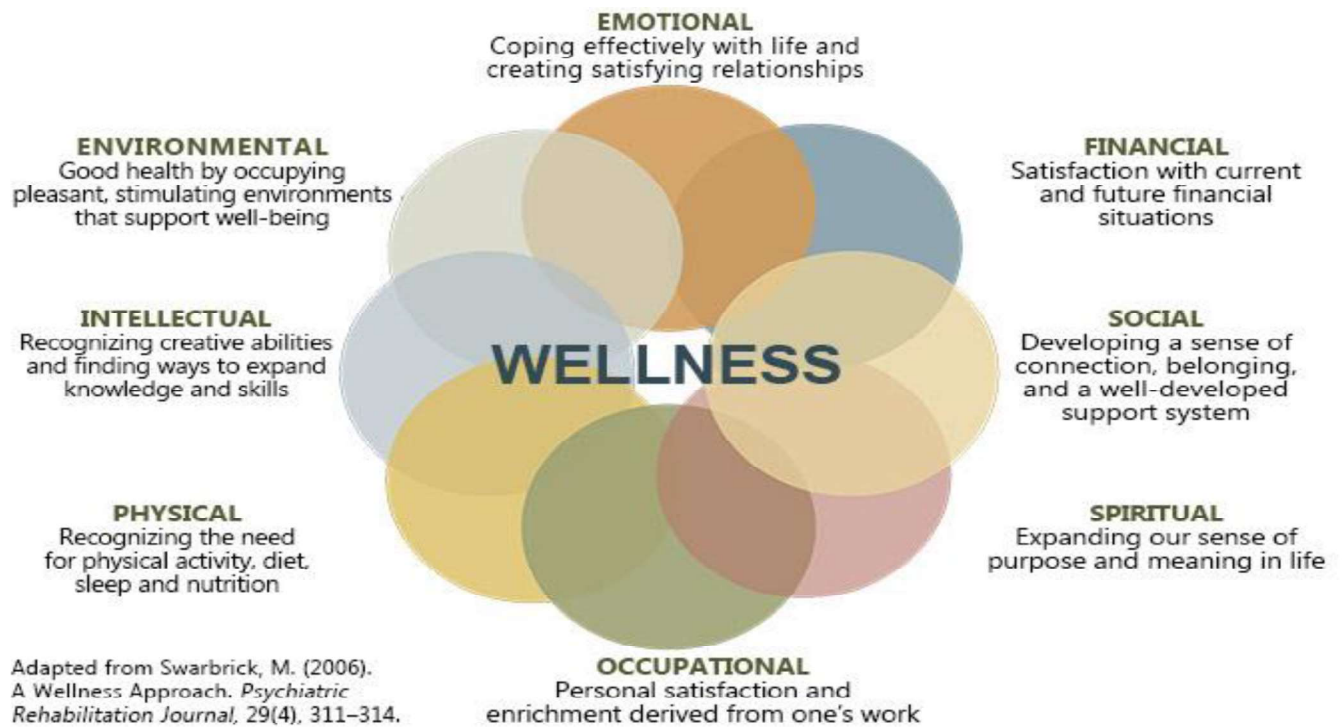 EMOTIONAL
Coping effectively with life and
creating satisfying relationships
FINANCIAL
Satisfaction with current
and future financial
situations
SOCIAL
Developing a sense of
connection, belonging,
and a well-developed
support system
SPIRITUAL
Expanding our sense of
purpose and meaning in life
OCCUPATIONAL
Personal satisfaction and
enrichment derived from one's work
PHYSICAL
Recognizing the need
for physical activity, diet,
sleep and nutrition
INTELLECTUAL
Recognizing creative abilities
and finding ways to expand
knowledge and skills
ENVIRONMENTAL
Good health by occupying
pleasant, stimulating environments
that support well-being
WELLNESS
Adapted from Swarbrick, M. (2006).
A Wellness Approach. Psychiatric
Rehabilitation Journal, 29(4), 311–314.